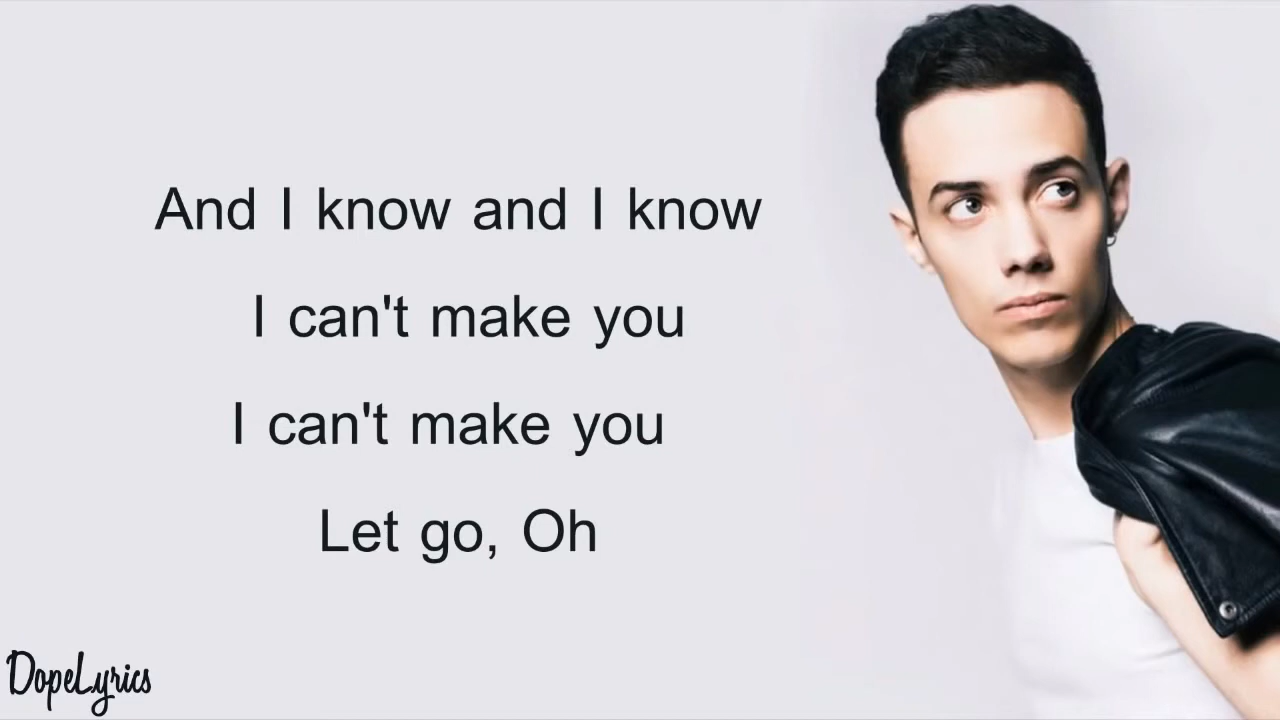 And I know and I know
I can't make you
I can't make you
Let go, Oh
DopeLyrics